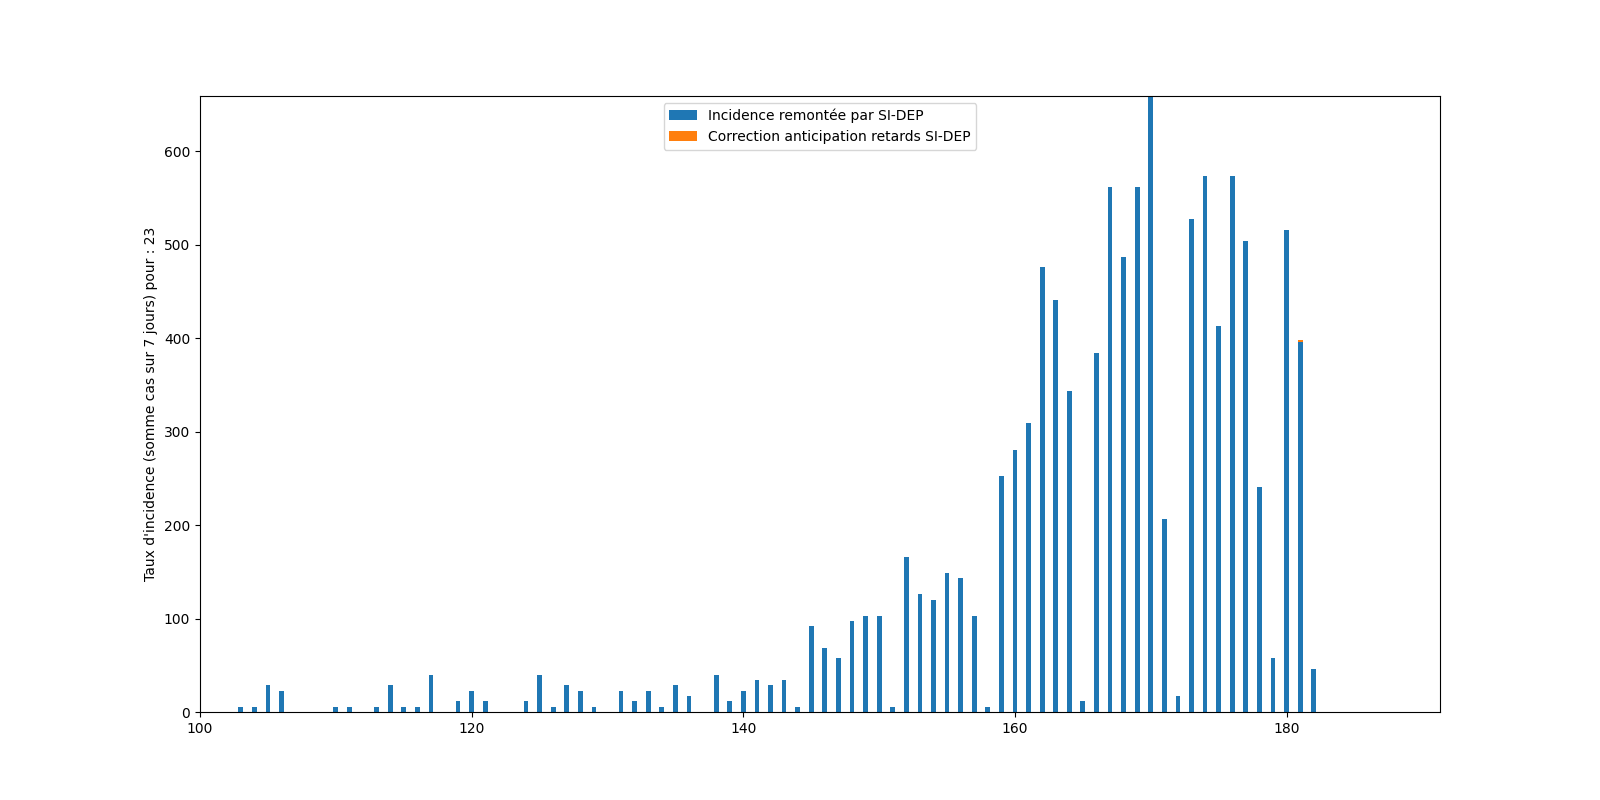 Incidence remontée par SI-DEP
Correction anticipation retards SI-DEP
Taux d'incidence (somme cas sur 7 jours) pour : 23
600
500
400
300
200
100
0
100 120 140 160 180